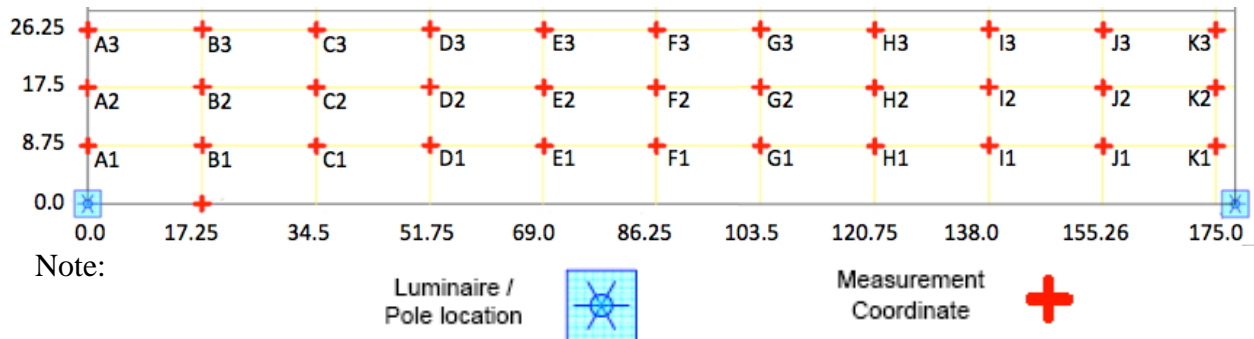 26.25
A3 B3 C3 D3 E3 F3 G3 H3 I3 J3 K3
17.5
A2 B2 C2 D2 E2 F2 G2 H2 I2 J2 K2
8.75
A1 B1 C1 D1 E1 F1 G1 H1 I1 J1 K1
0.0
0.0 17.25 34.5 51.75 69.0 86.25 103.5 120.75 138.0 155.26 175.0
Note:
Luminaire /
Pole location
Measurement
Coordinate